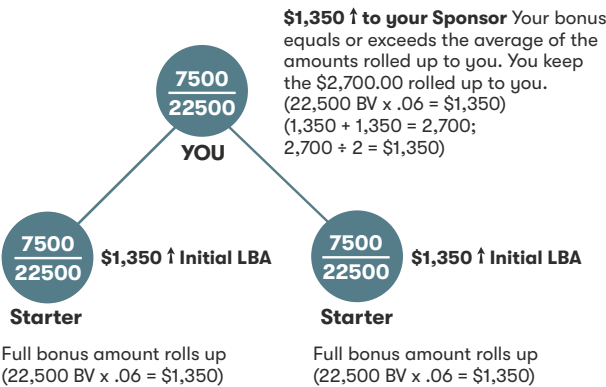 $1,350 ↑ to your Sponsor Your bonus
equals or exceeds the average of the
amounts rolled up to you. You keep
the $2,700.00 rolled up to you.
(22,500 BV x .06 = $1,350)
(1,350 + 1,350 = 2,700;
2,700 ÷ 2 = $1,350)
7500
22500
YOU
7500
22500
$1,350 ↑ Initial LBA
Starter
Full bonus amount rolls up
(22,500 BV x .06 = $1,350)
7500
22500
$1,350 ↑ Initial LBA
Starter
Full bonus amount rolls up
(22,500 BV x .06 = $1,350)